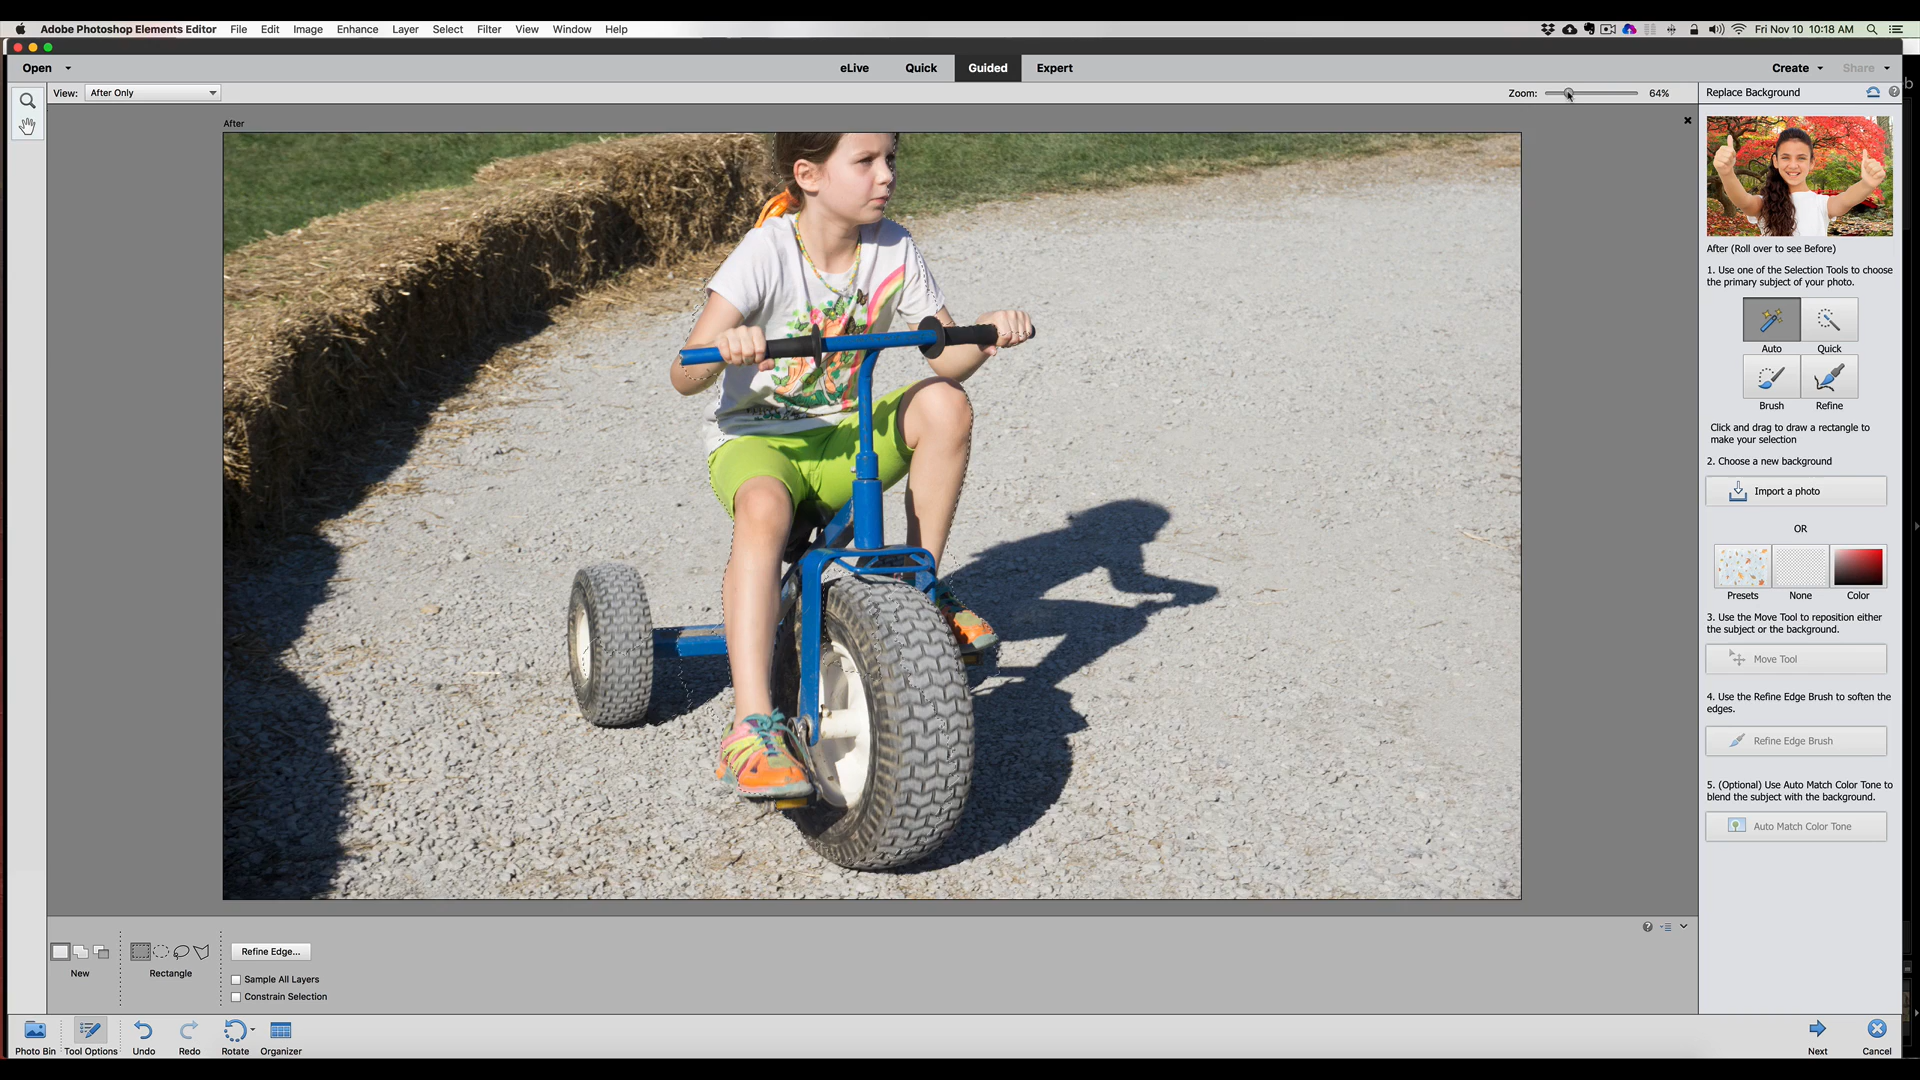 Adobe Photoshop Elements Editor File Edit Image Enhance Layer Select Filter View Window Help Fri Nov 10 10:18 AM
Open eLive Quick Guided Expert Create Share
View: After Only Zoom: 64% Replace Background
After
After (Roll over to see Before)
1. Use one of the Selection Tools to choose
the primary subject of your photo.
Auto Quick
Brush Refine
Click and drag to draw a rectangle to
make your selection
2. Choose a new background
Import a photo
OR
Presets None Color
3. Use the Move Tool to reposition either
the subject or the background.
Move Tool
4. Use the Refine Edge Brush to soften the
edges.
Refine Edge Brush
5. (Optional) Use Auto Match Color Tone to
blend the subject with the background.
Auto Match Color Tone
New Rectangle Refine Edge...
Sample All Layers
Constrain Selection
Photo Bin Tool Options Undo Redo Rotate Organizer Next Cancel